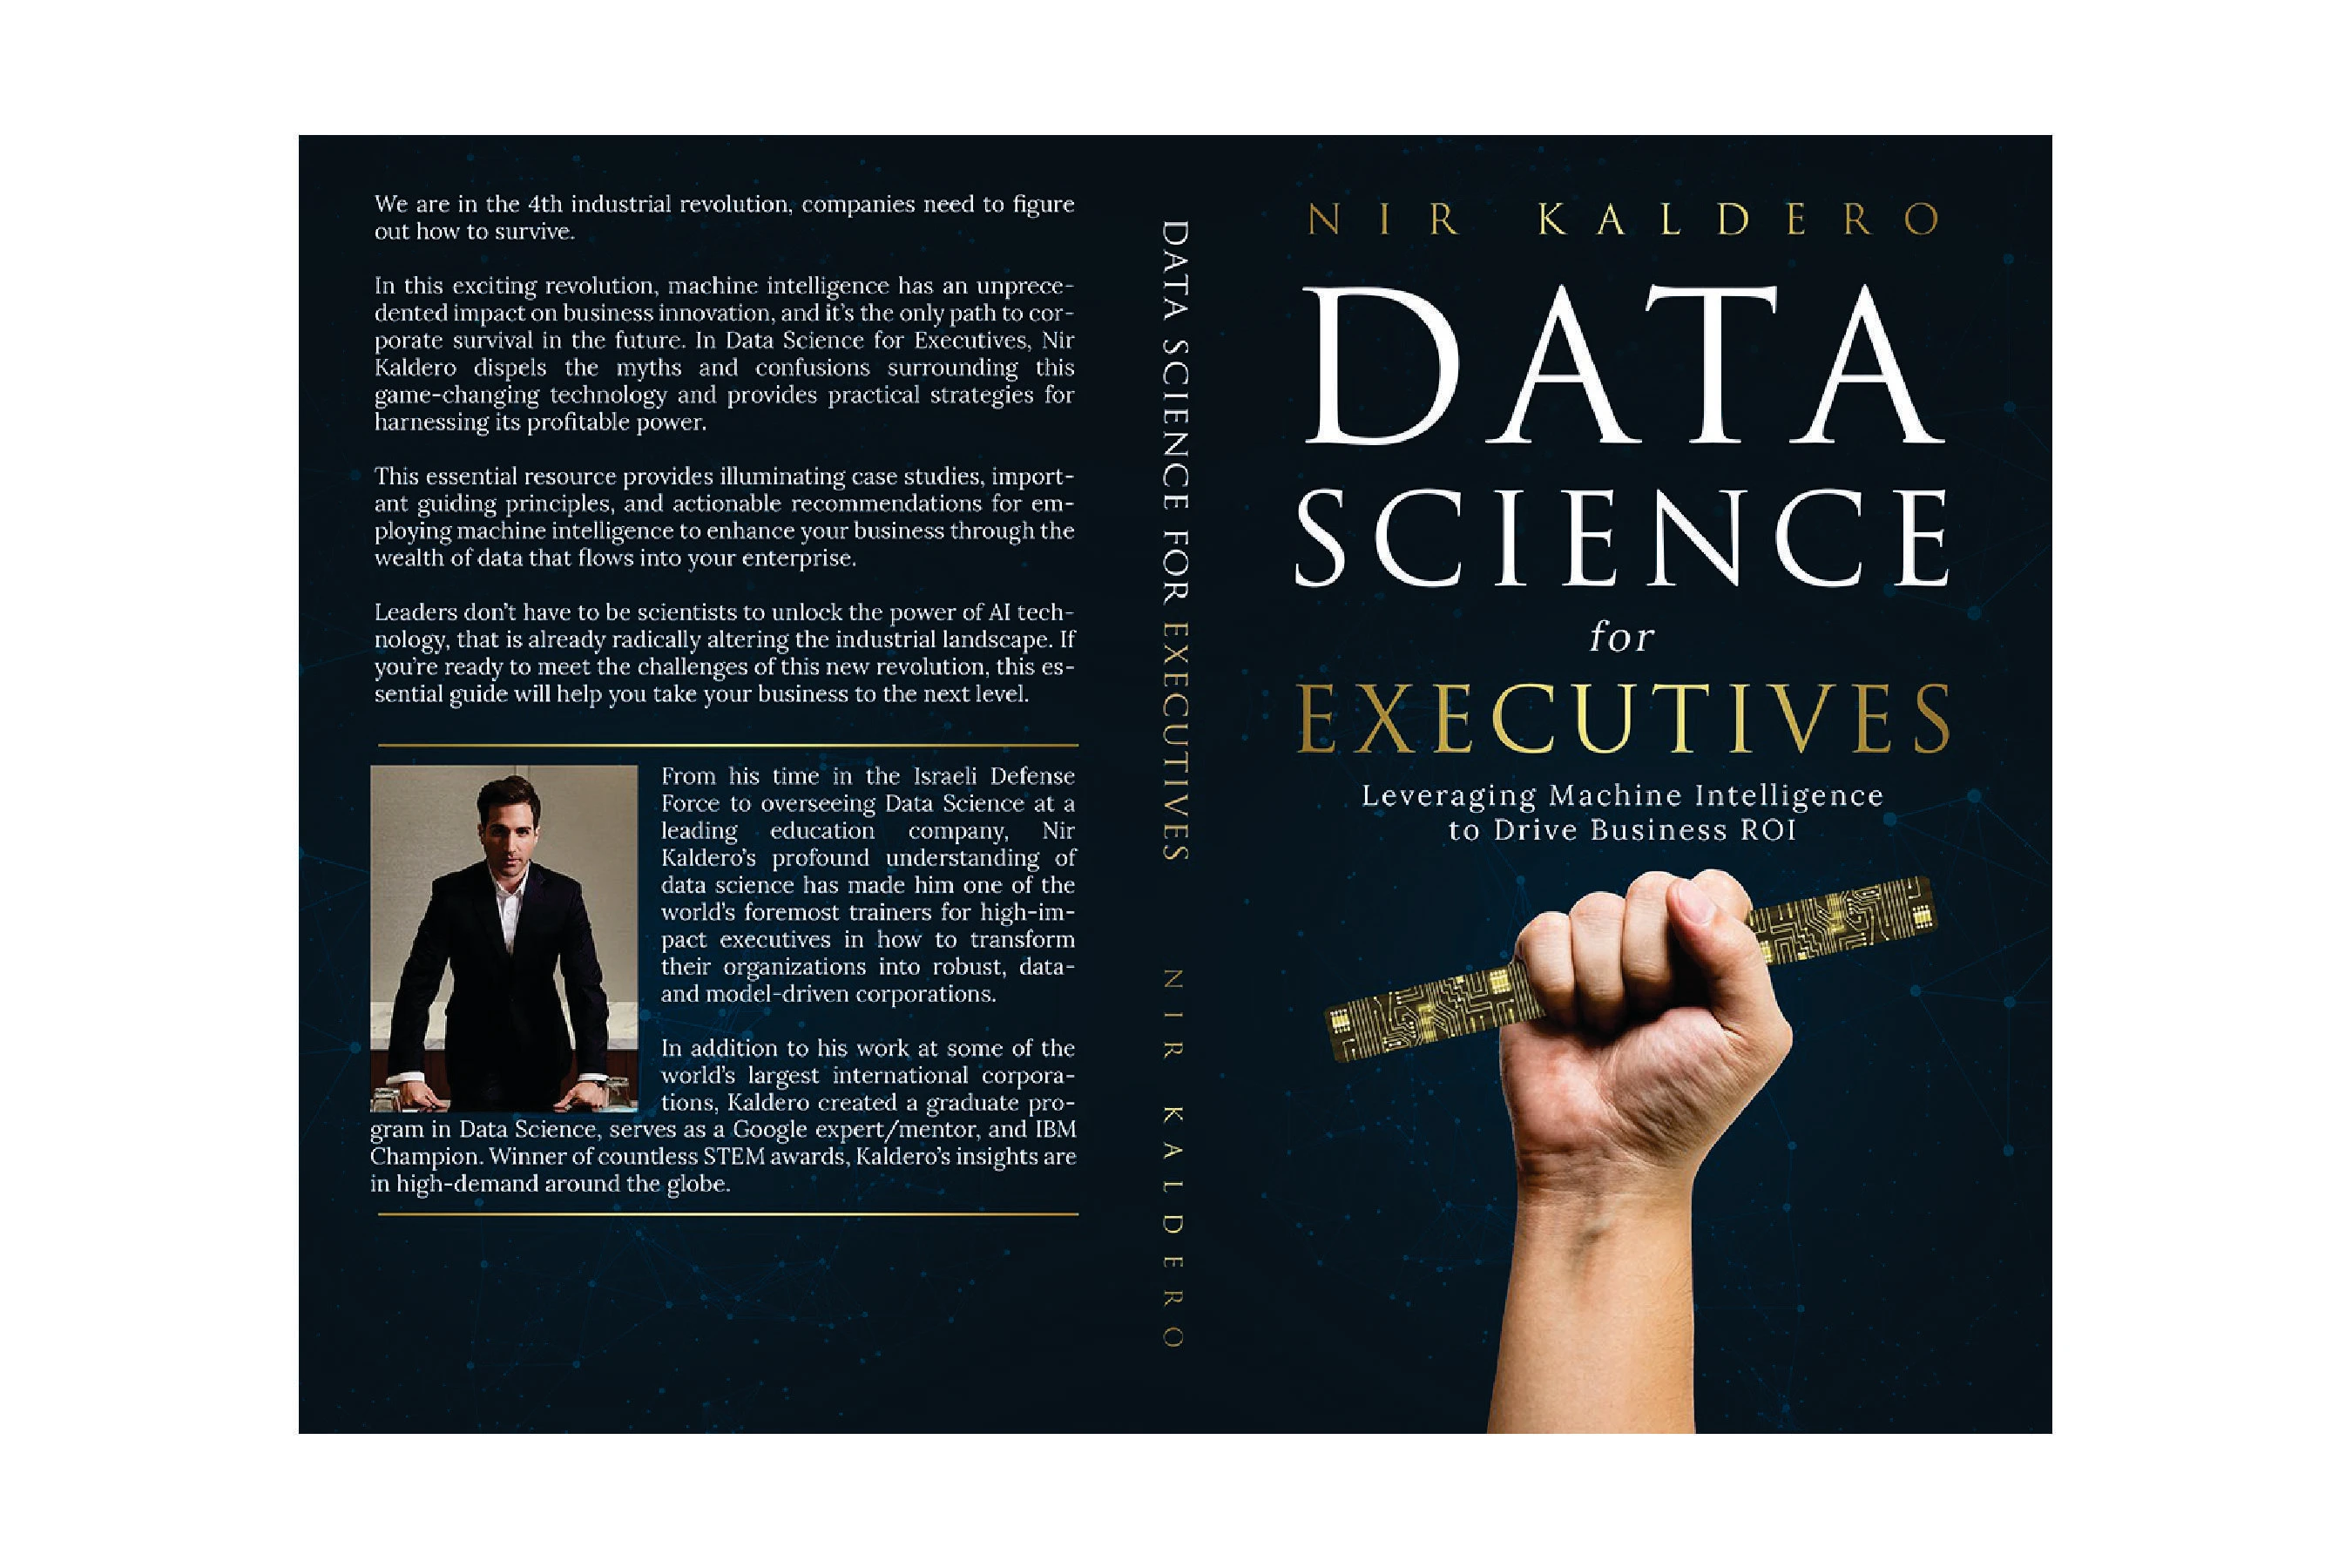 We are in the 4th industrial revolution, companies need to figure
out how to survive.
In this exciting revolution, machine intelligence has an unprece-
dented impact on business innovation, and it's the only path to cor-
porate survival in the future. In Data Science for Executives, Nir
Kaldero dispels the myths and confusions surrounding this
game-changing technology and provides practical strategies for
harnessing its profitable power.
This essential resource provides illuminating case studies, import-
ant guiding principles, and actionable recommendations for em-
ploying machine intelligence to enhance your business through the
wealth of data that flows into your enterprise.
Leaders don't have to be scientists to unlock the power of AI tech-
nology, that is already radically altering the industrial landscape. If
you're ready to meet the challenges of this new revolution, this es-
sential guide will help you take your business to the next level.
From his time in the Israeli Defense
Force to overseeing Data Science at a
leading education company, Nir
Kaldero's profound understanding of
data science has made him one of the
world's foremost trainers for high-im-
pact executives in how to transform
their organizations into robust, data-
and model-driven corporations.
In addition to his work at some of the
world's largest international corpora-
tions, Kaldero created a graduate pro-
gram in Data Science, serves as a Google expert/mentor, and IBM
Champion. Winner of countless STEM awards, Kaldero's insights are
in high-demand around the globe.
DATA SCIENCE FOR EXECUTIVES NIR KALDERO
NIR KALDERO
DATA
SCIENCE
for
EXECUTIVES
Leveraging Machine Intelligence
to Drive Business ROI